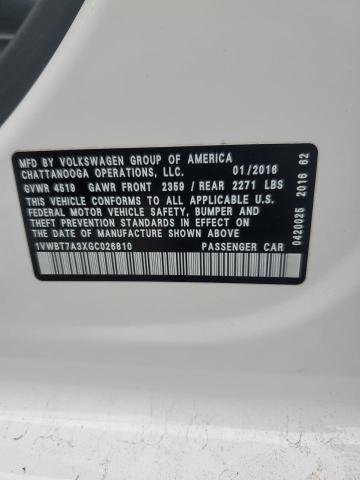 MFD BY VOLKSWAGEN GROUP OF AMERICA
CHATTANOOGA OPERATIONS, LLC. 01/2016
GVWR 4519 GAWR FRONT 2359 / REAR 2271 LBS
THIS VEHICLE CONFORMS TO ALL APPLICABLE U.S.
FEDERAL MOTOR VEHICLE SAFETY, BUMPER AND
THEFT PREVENTION STANDARDS IN EFFECT ON
THE DATE OF MANUFACTURE SHOWN ABOVE
1VWBT7A3XGC026810 PASSENGER CAR
0420025 2016 62